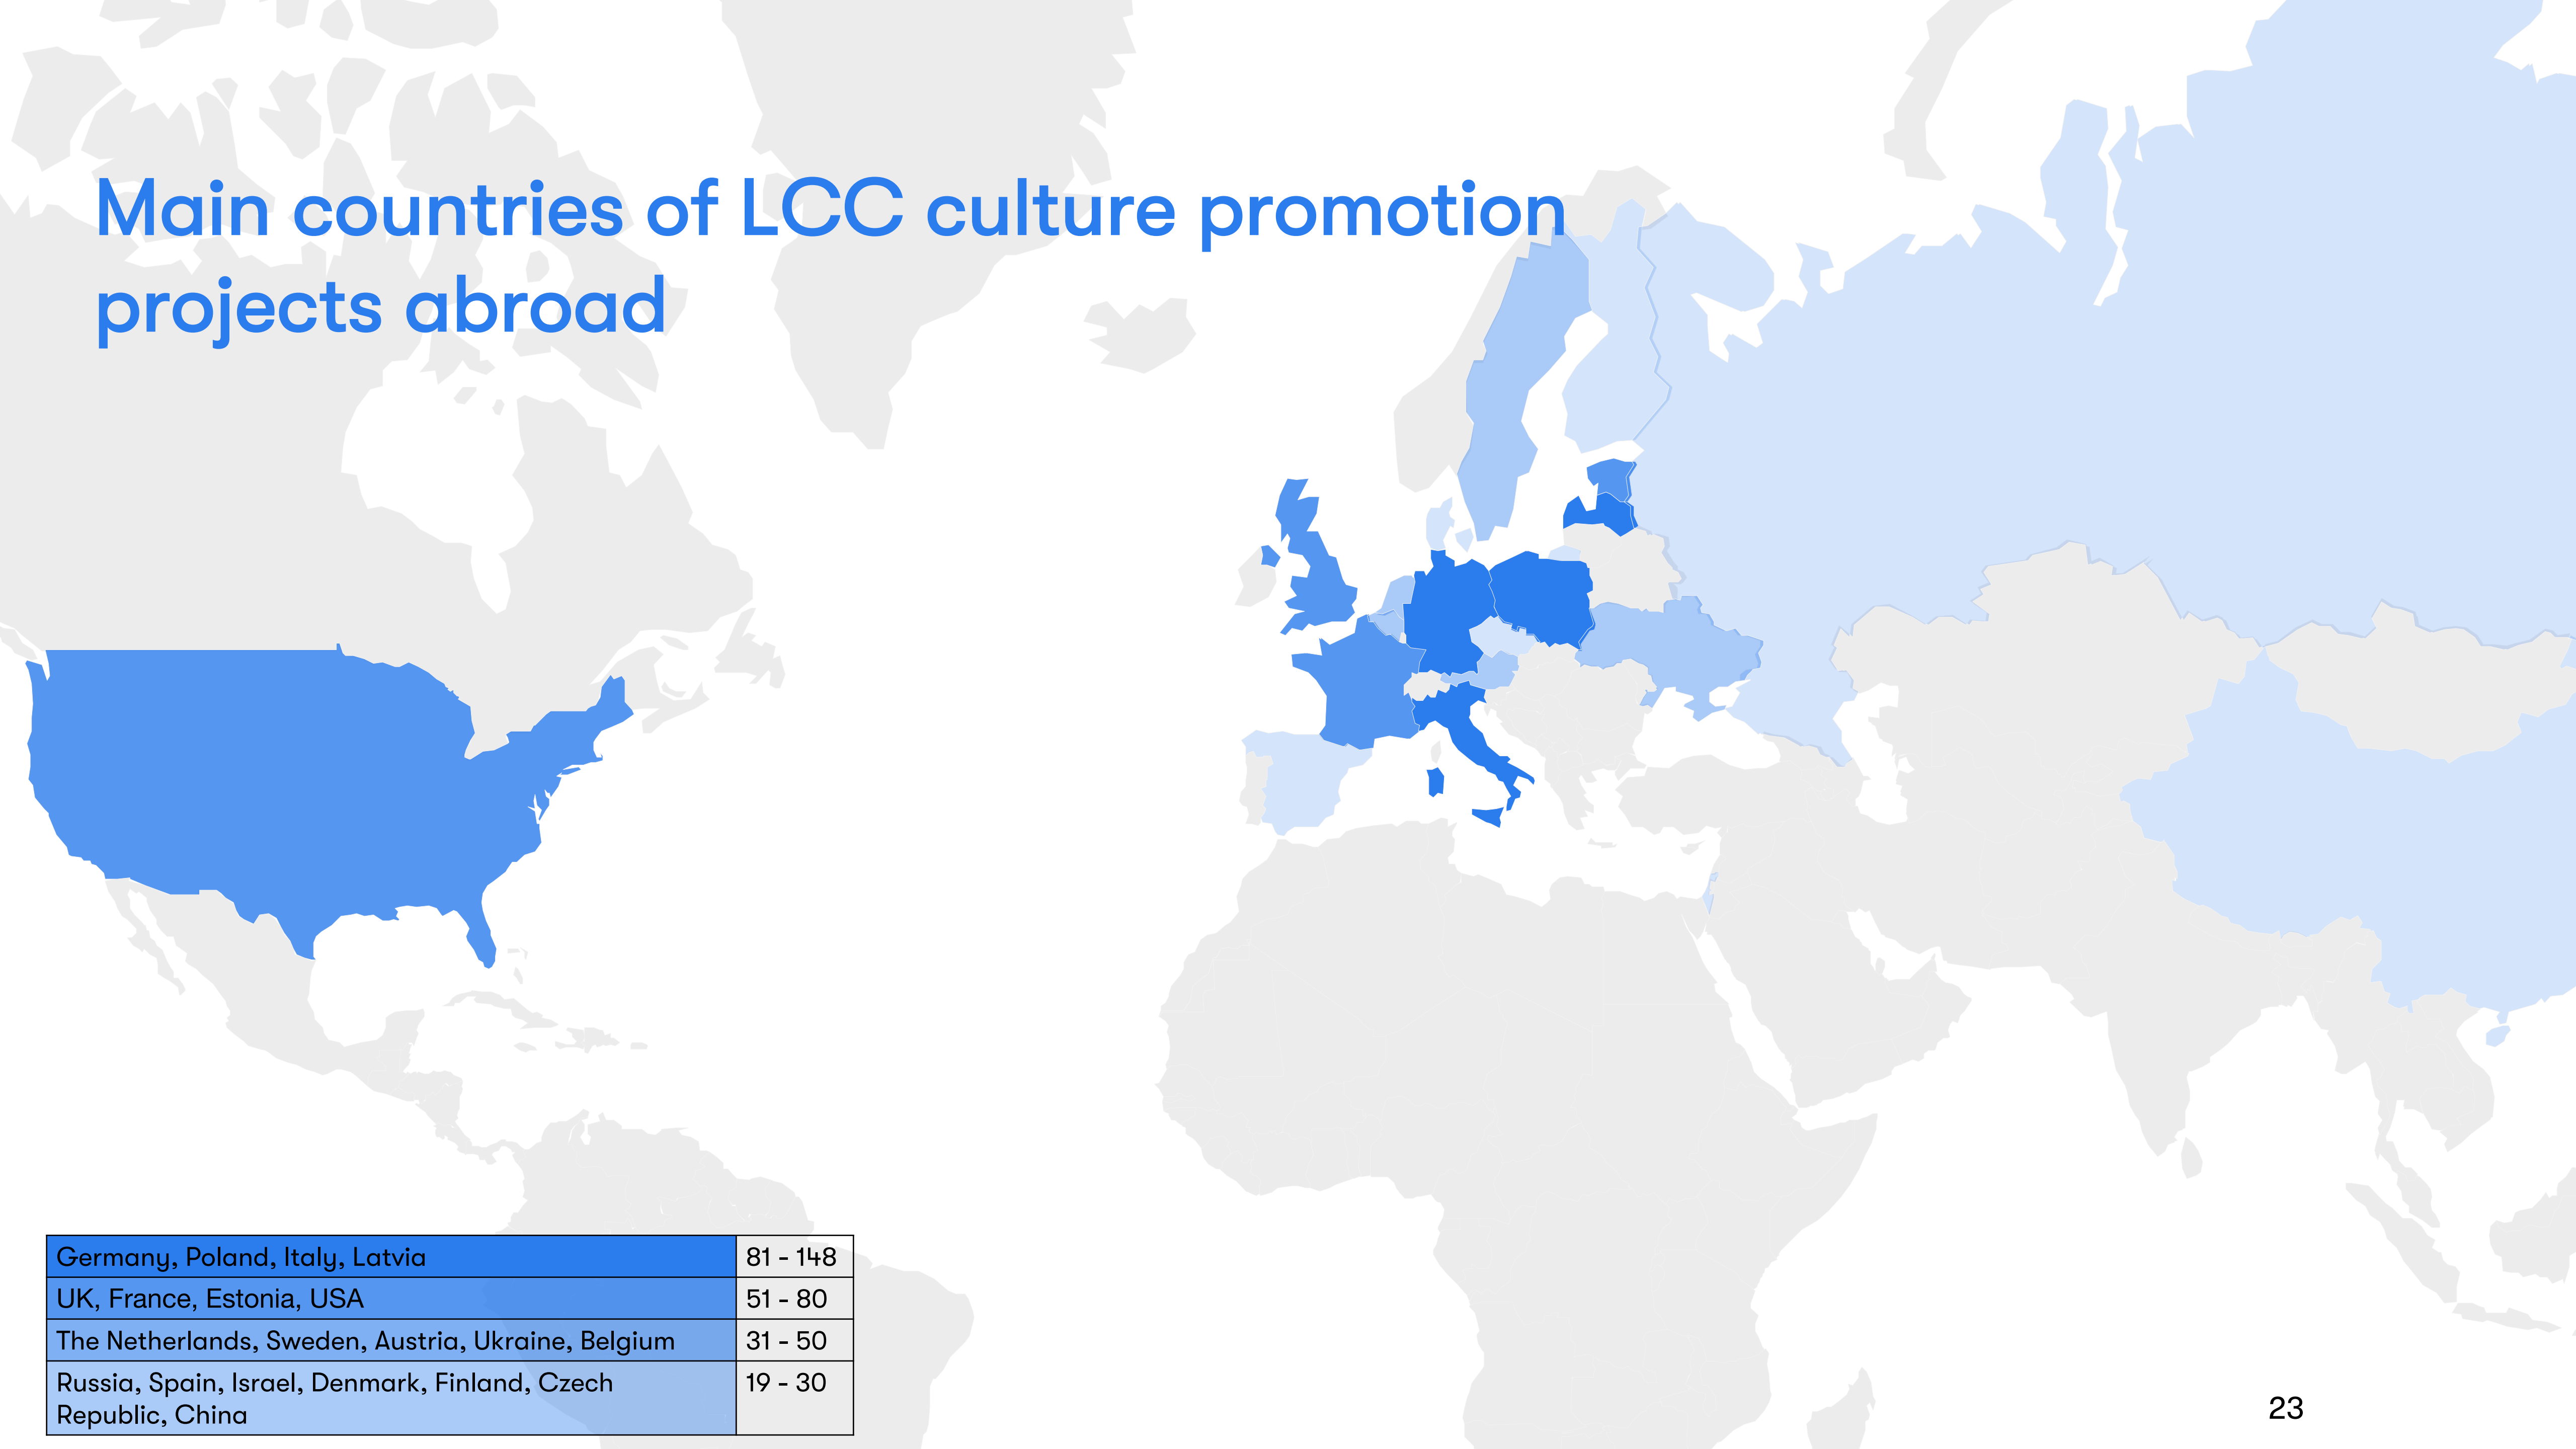 Main countries of LCC culture promotion
projects abroad
Germany, Poland, Italy, Latvia 81 - 148
UK, France, Estonia, USA 51 - 80
The Netherlands, Sweden, Austria, Ukraine, Belgium 31 - 50
Russia, Spain, Israel, Denmark, Finland, Czech 19 - 30
Republic, China
23